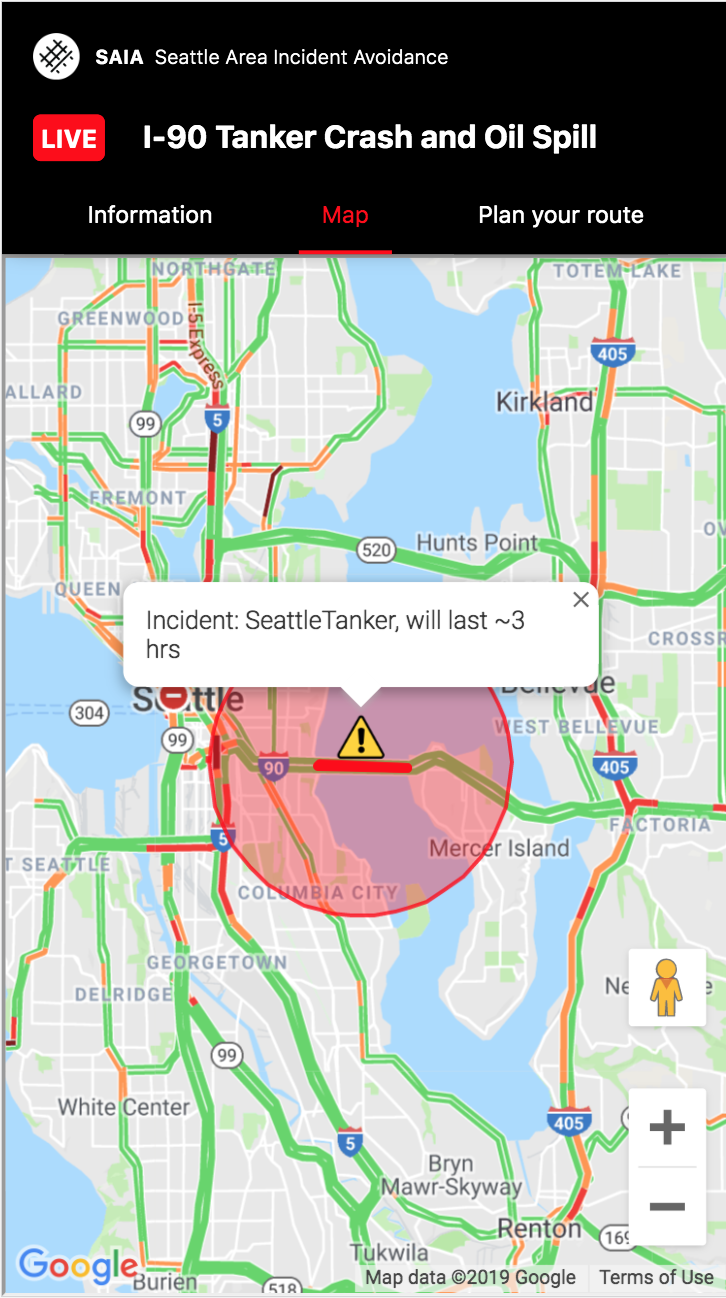 SAIA Seattle Area Incident Avoidance
LIVE I-90 Tanker Crash and Oil Spill
Information Map Plan your route
NORTHGATE
TOTEM LAKE
GREENWOOD
I-5 Express
405
ALLARD
Kirkland
99
5
FREMONT
520
Hunts Point
OV
QUEEN
Incident: SeattleTanker, will last ~3
hrs
CROSSR
Seattle
Bellevue
304
WEST BELLEVUE
99
90
405
FACTORIA
5
Mercer Island
T SEATTLE
COLUMBIA CITY
GEORGETOWN
DELRIDGE
Ne
e
99
White Center
405
5
Bryn
Mawr-Skyway
Renton
169
Tukwila
Google
Map data ©2019 Google Terms of Use
Burien
518